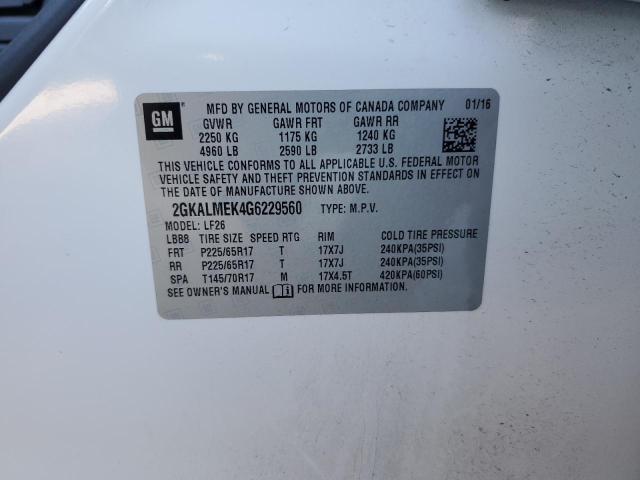 GM ® MFD BY GENERAL MOTORS OF CANADA COMPANY 01/16
GVWR GAWR FRT GAWR RR
2250 KG 1175 KG 1240 KG
4960 LB 2590 LB 2733 LB
THIS VEHICLE CONFORMS TO ALL APPLICABLE U.S. FEDERAL MOTOR
VEHICLE SAFETY AND THEFT PREVENTION STANDARDS IN EFFECT ON
THE DATE OF MANUFACTURE SHOWN ABOVE.
2GKALMEK4G6229560 TYPE: M.P.V.
MODEL: LF26
LBB8 TIRE SIZE SPEED RTG RIM COLD TIRE PRESSURE
FRT P225/65R17 T 17X7J 240KPA(35PSI)
RR P225/65R17 T 17X7J 240KPA(35PSI)
SPA T145/70R17 M 17X4.5T 420KPA(60PSI)
SEE OWNER'S MANUAL FOR MORE INFORMATION.